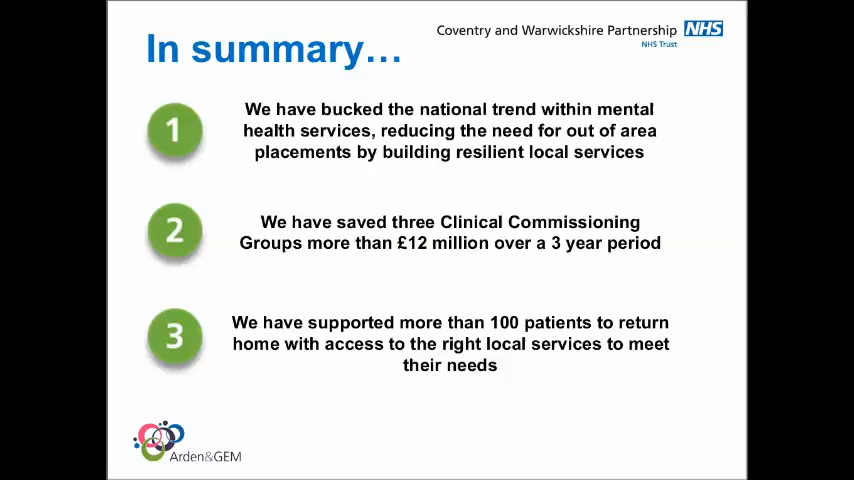 In summary…
Coventry and Warwickshire Partnership NHS
NHS Trust
1
We have bucked the national trend within mental
health services, reducing the need for out of area
placements by building resilient local services
2
We have saved three Clinical Commissioning
Groups more than £12 million over a 3 year period
3
We have supported more than 100 patients to return
home with access to the right local services to meet
their needs
Arden&GEM